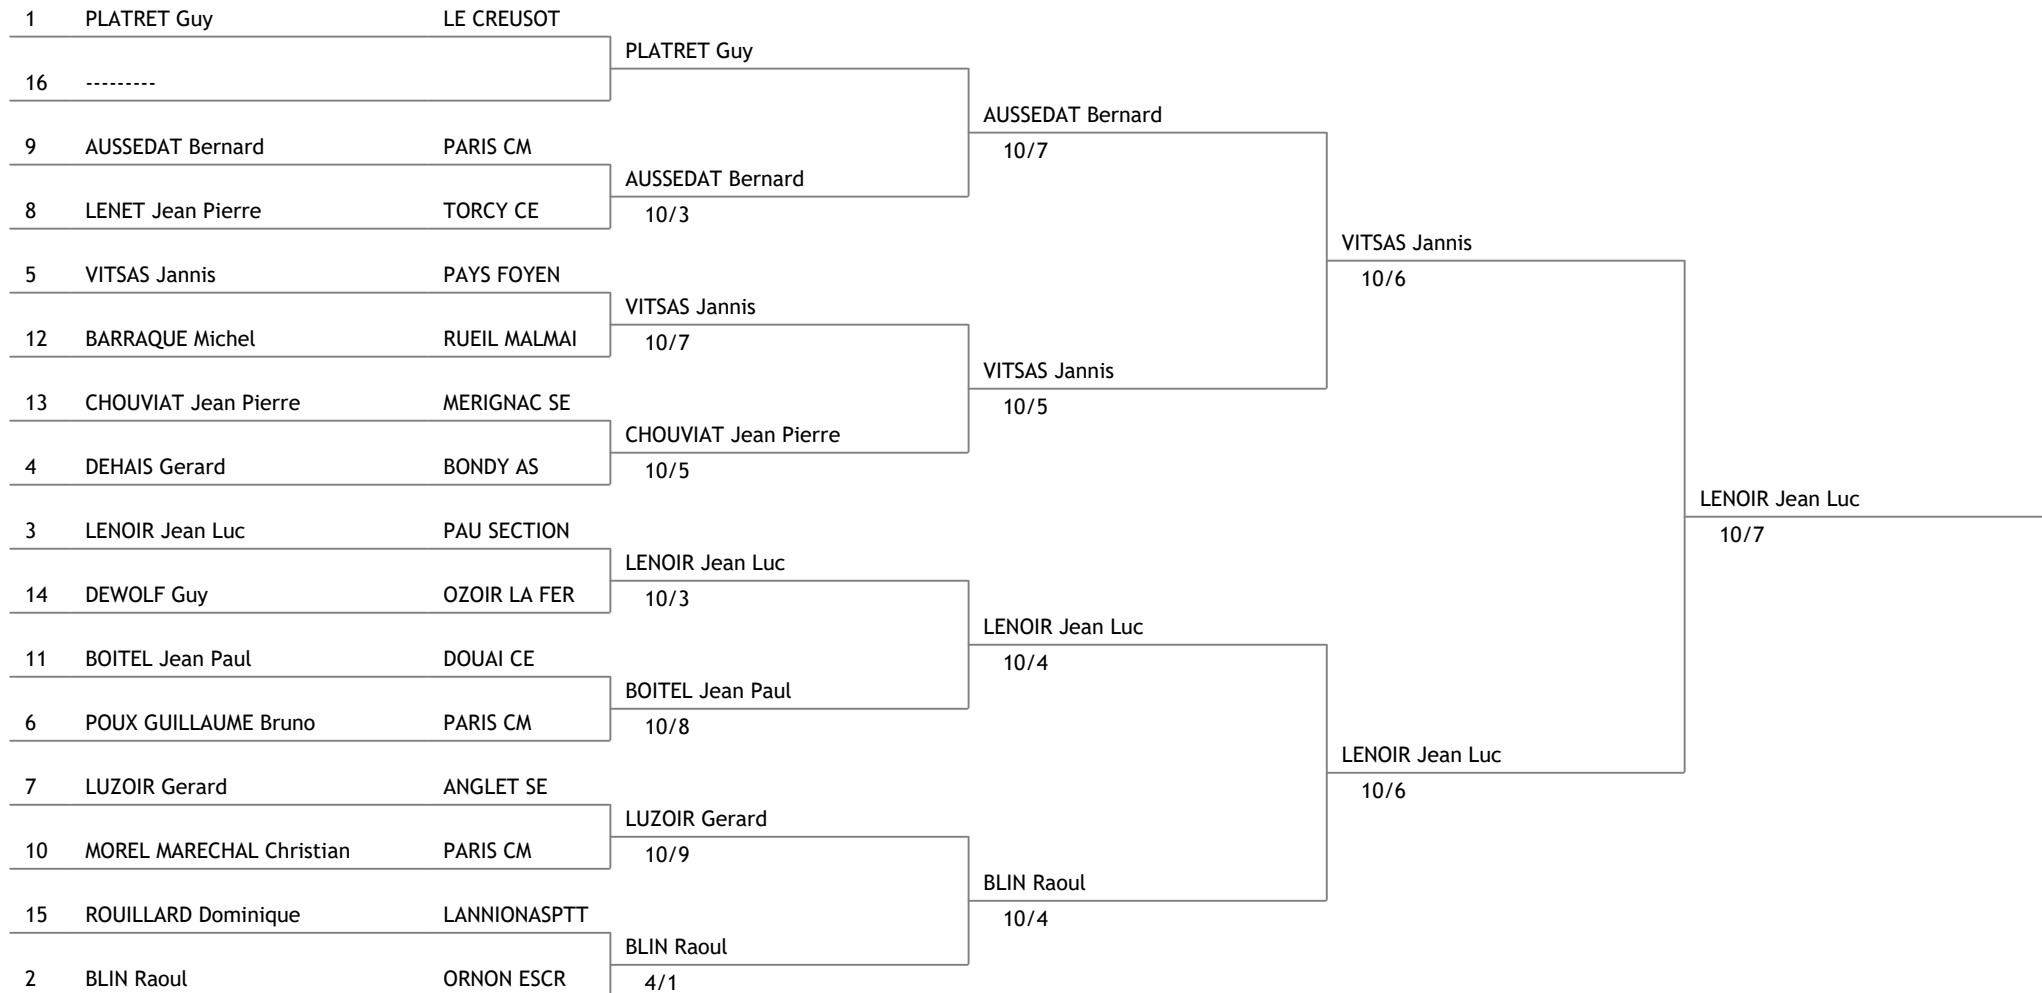 1 PLATRET Guy LE CREUSOT
PLATRET Guy
16 ---------
AUSSEDAT Bernard
10/7
9 AUSSEDAT Bernard PARIS CM
AUSSEDAT Bernard
10/3
8 LENET Jean Pierre TORCY CE
VITSAS Jannis
10/6
5 VITSAS Jannis PAYS FOYEN
VITSAS Jannis
10/7
12 BARRAQUE Michel RUEIL MALMAI
VITSAS Jannis
10/5
13 CHOUVIAT Jean Pierre MERIGNAC SE
CHOUVIAT Jean Pierre
10/5
4 DEHAIS Gerard BONDY AS
LENOIR Jean Luc
10/7
3 LENOIR Jean Luc PAU SECTION
LENOIR Jean Luc
10/3
14 DEWOLF Guy OZOIR LA FER
LENOIR Jean Luc
10/4
11 BOITEL Jean Paul DOUAI CE
BOITEL Jean Paul
10/8
6 POUX GUILLAUME Bruno PARIS CM
LENOIR Jean Luc
10/6
7 LUZOIR Gerard ANGLET SE
LUZOIR Gerard
10/9
10 MOREL MARECHAL Christian PARIS CM
BLIN Raoul
10/4
15 ROUILLARD Dominique LANNIONASPTT
BLIN Raoul
4/1
2 BLIN Raoul ORNON ESCR